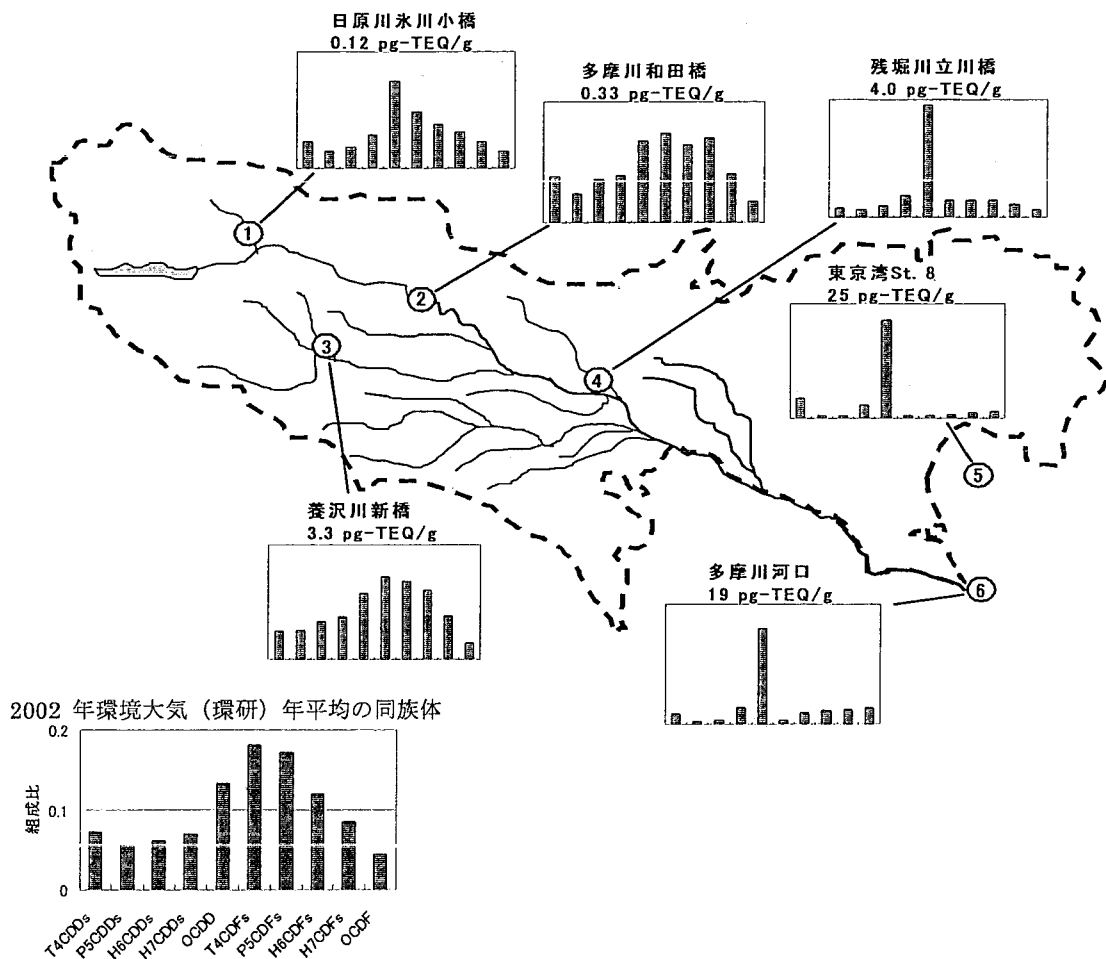 日原川氷川小橋
0.12 pg-TEQ/g
多摩川和田橋
0.33 pg-TEQ/g
残堀川立川橋
4.0 pg-TEQ/g
東京湾St. 8
25 pg-TEQ/g
1
2
3
4
5
6
養沢川新橋
3.3 pg-TEQ/g
多摩川河口
19 pg-TEQ/g
2002 年環境大気（環研）年平均の同族体
0.2
0.1
0
組成比
T4CDDs
P5CDDs
H6CDDs
H7CDDs
OCDD
T4CDFs
P5CDFs
H6CDFs
H7CDFs
OCDF